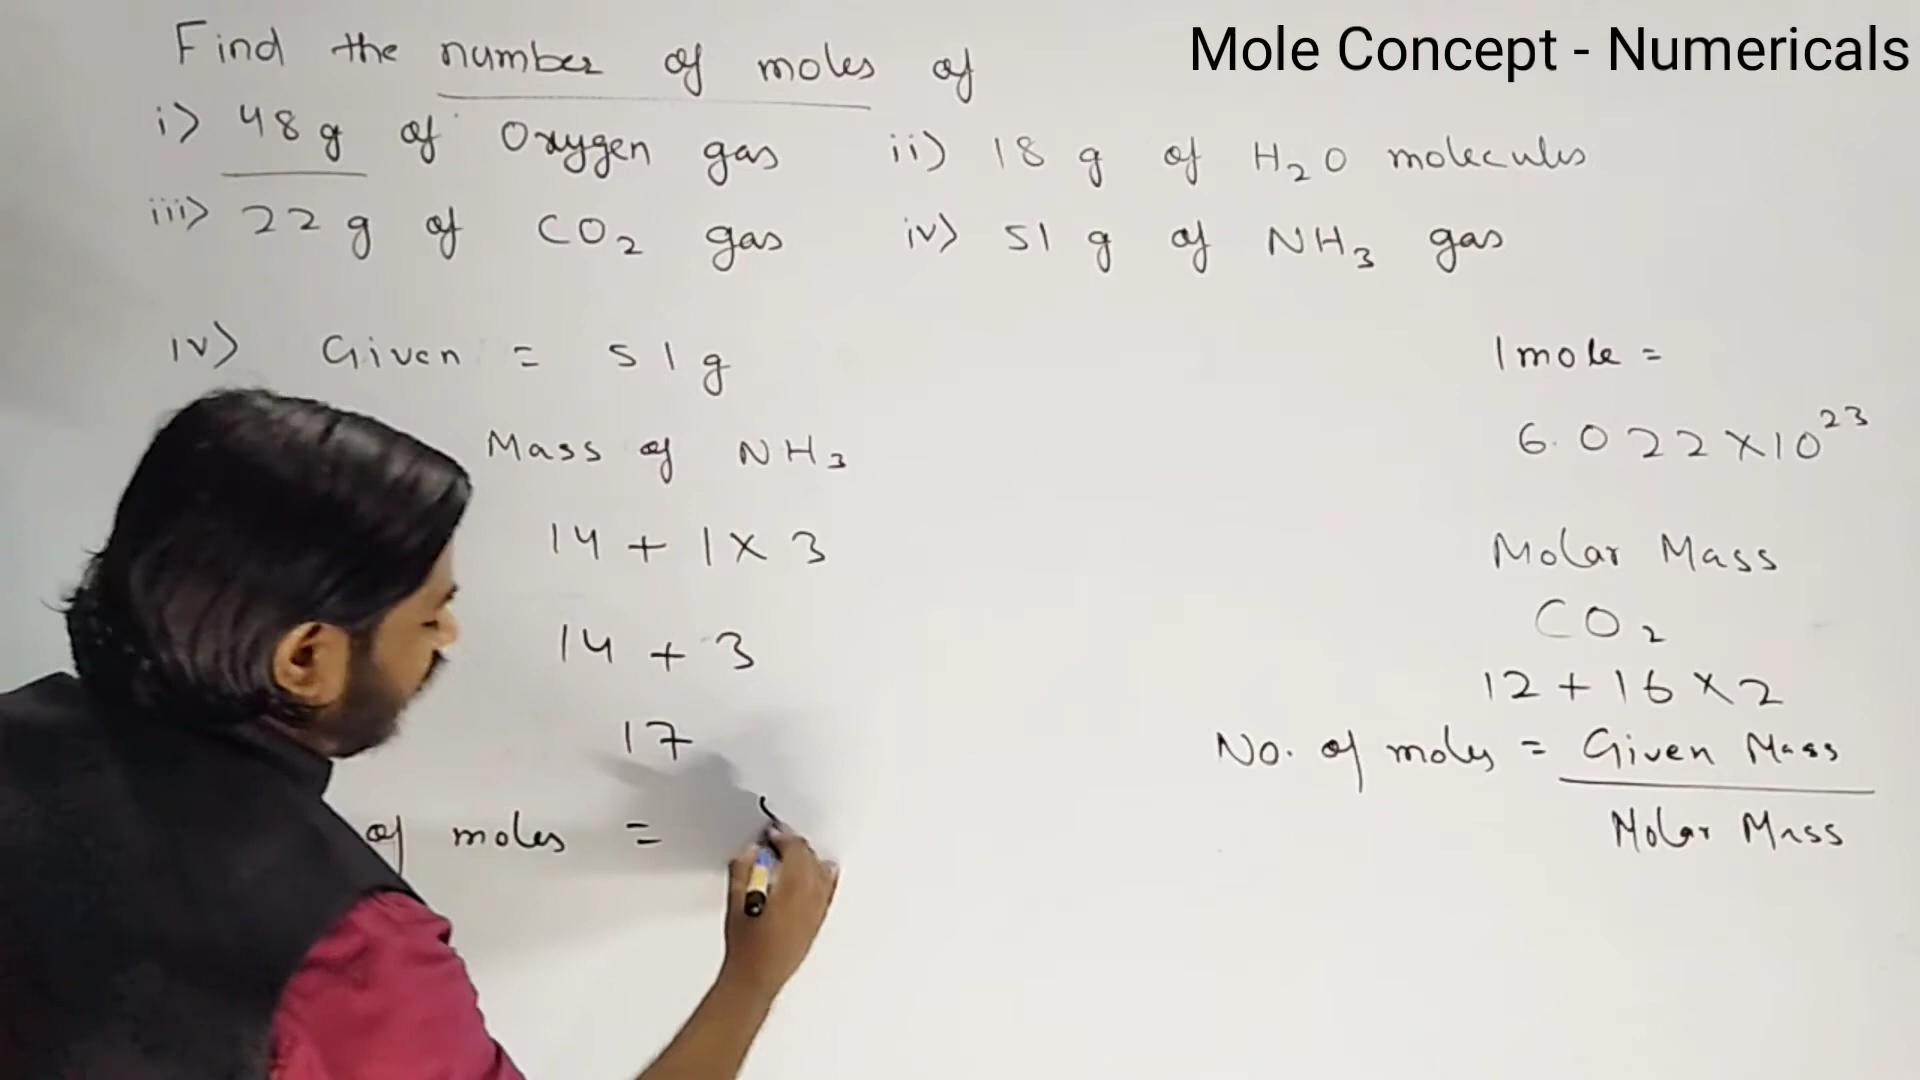 Mole Concept - Numericals
Find the number of moles of
i) 48 g of Oxygen gas ii) 18 g of H₂O molecules
iii) 22 g of CO₂ gas iv) 51 g of NH₃ gas
iv) Given = 51 g
Mass of NH₃
14 + 1 x 3
14 + 3
17
of moles =
1 mole =
6.022 x 10²³
Molar Mass
CO₂
12 + 16 x 2
No. of moles = Given Mass
Molar Mass